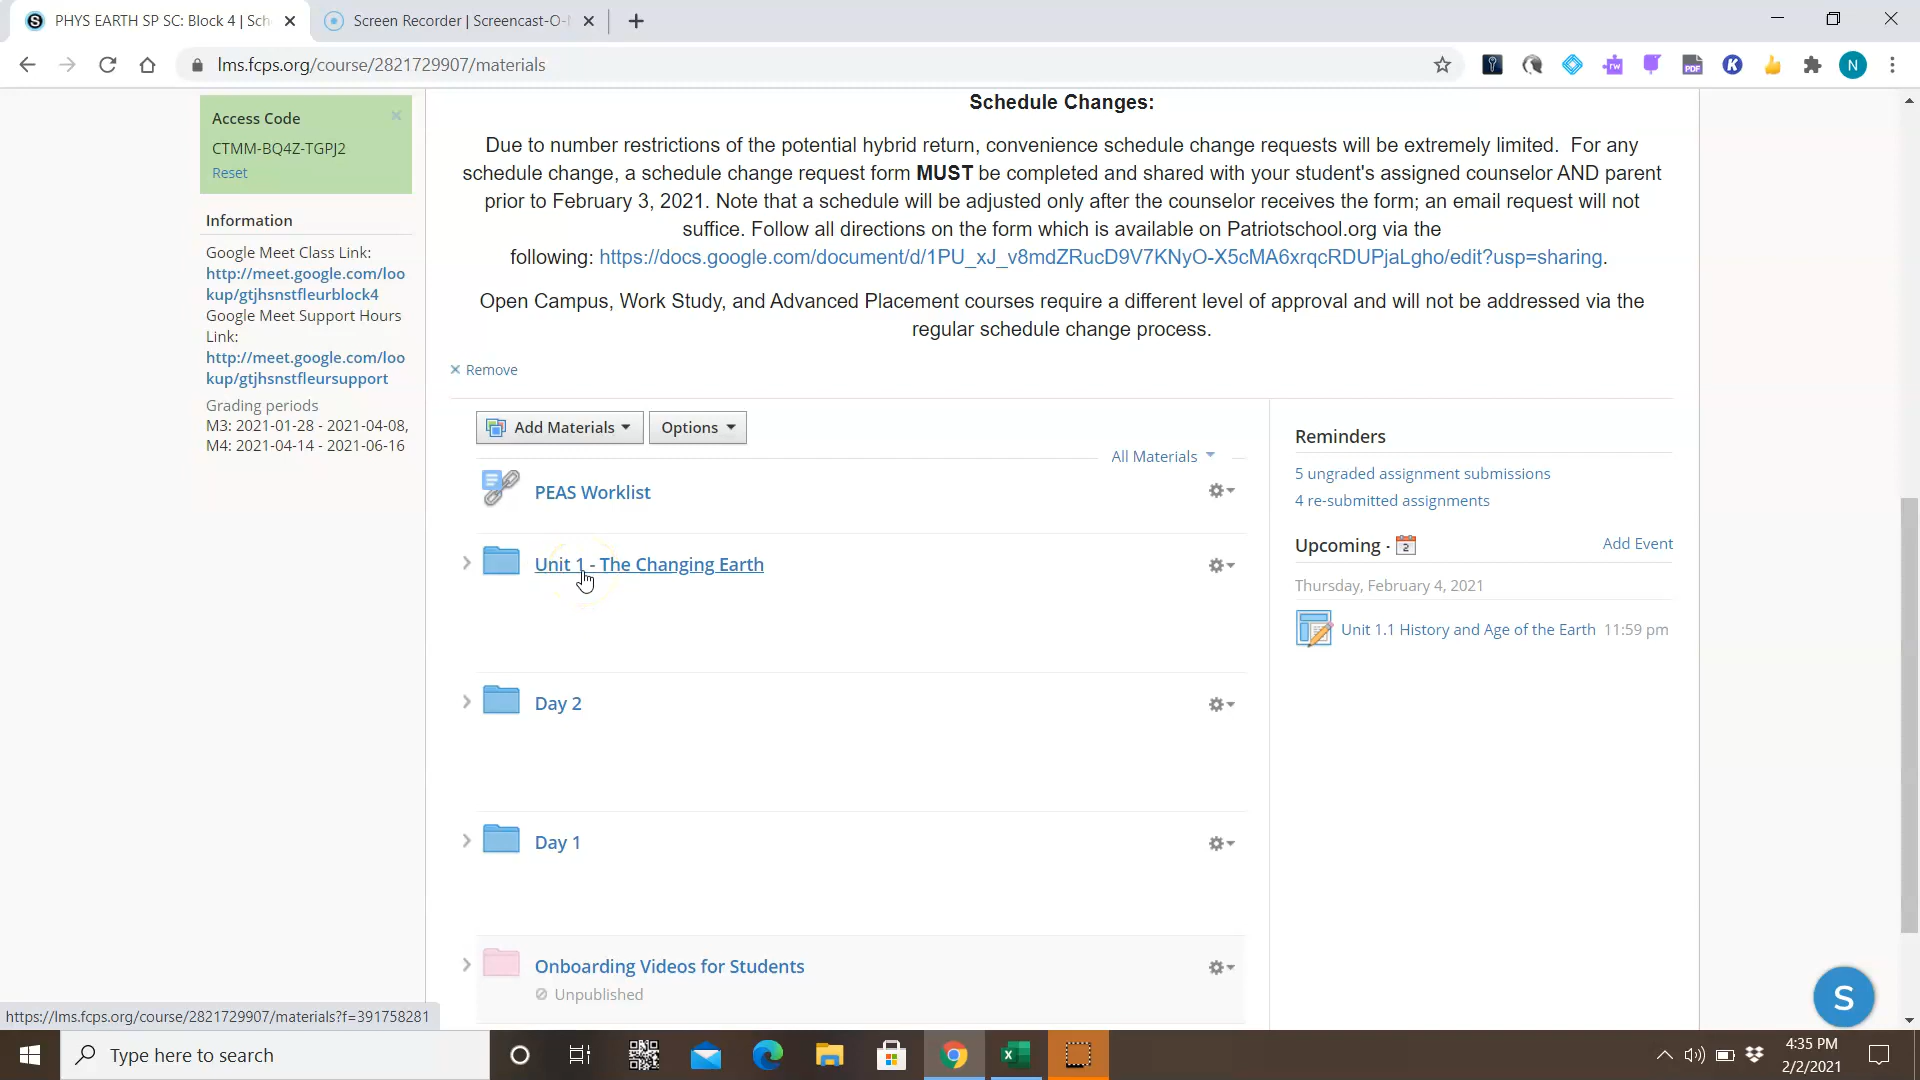 PHYS EARTH SP SC: Block 4 | Sch
Screen Recorder | Screencast-O-
lms.fcps.org/course/2821729907/materials
N
Access Code
CTMM-BQ4Z-TGPJ2
Reset
Information
Google Meet Class Link:
http://meet.google.com/loo
kup/gtjhsnstfleurblock4
Google Meet Support Hours
Link:
http://meet.google.com/loo
kup/gtjhsnstfleursupport
Grading periods
M3: 2021-01-28 - 2021-04-08,
M4: 2021-04-14 - 2021-06-16
Schedule Changes:
Due to number restrictions of the potential hybrid return, convenience schedule change requests will be extremely limited.  For any
schedule change, a schedule change request form MUST be completed and shared with your student's assigned counselor AND parent
prior to February 3, 2021. Note that a schedule will be adjusted only after the counselor receives the form; an email request will not
suffice. Follow all directions on the form which is available on Patriotschool.org via the
following: https://docs.google.com/document/d/1PU_xJ_v8mdZRucD9V7KNyO-X5cMA6xrqcRDUPjaLgho/edit?usp=sharing.
Open Campus, Work Study, and Advanced Placement courses require a different level of approval and will not be addressed via the
regular schedule change process.
Remove
Add Materials
Options
All Materials
PEAS Worklist
Unit 1 - The Changing Earth
Day 2
Day 1
Onboarding Videos for Students
Unpublished
Reminders
5 ungraded assignment submissions
4 re-submitted assignments
Upcoming · 2
Add Event
Thursday, February 4, 2021
Unit 1.1 History and Age of the Earth 11:59 pm
S
https://lms.fcps.org/course/2821729907/materials?f=391758281
Type here to search
4:35 PM
2/2/2021